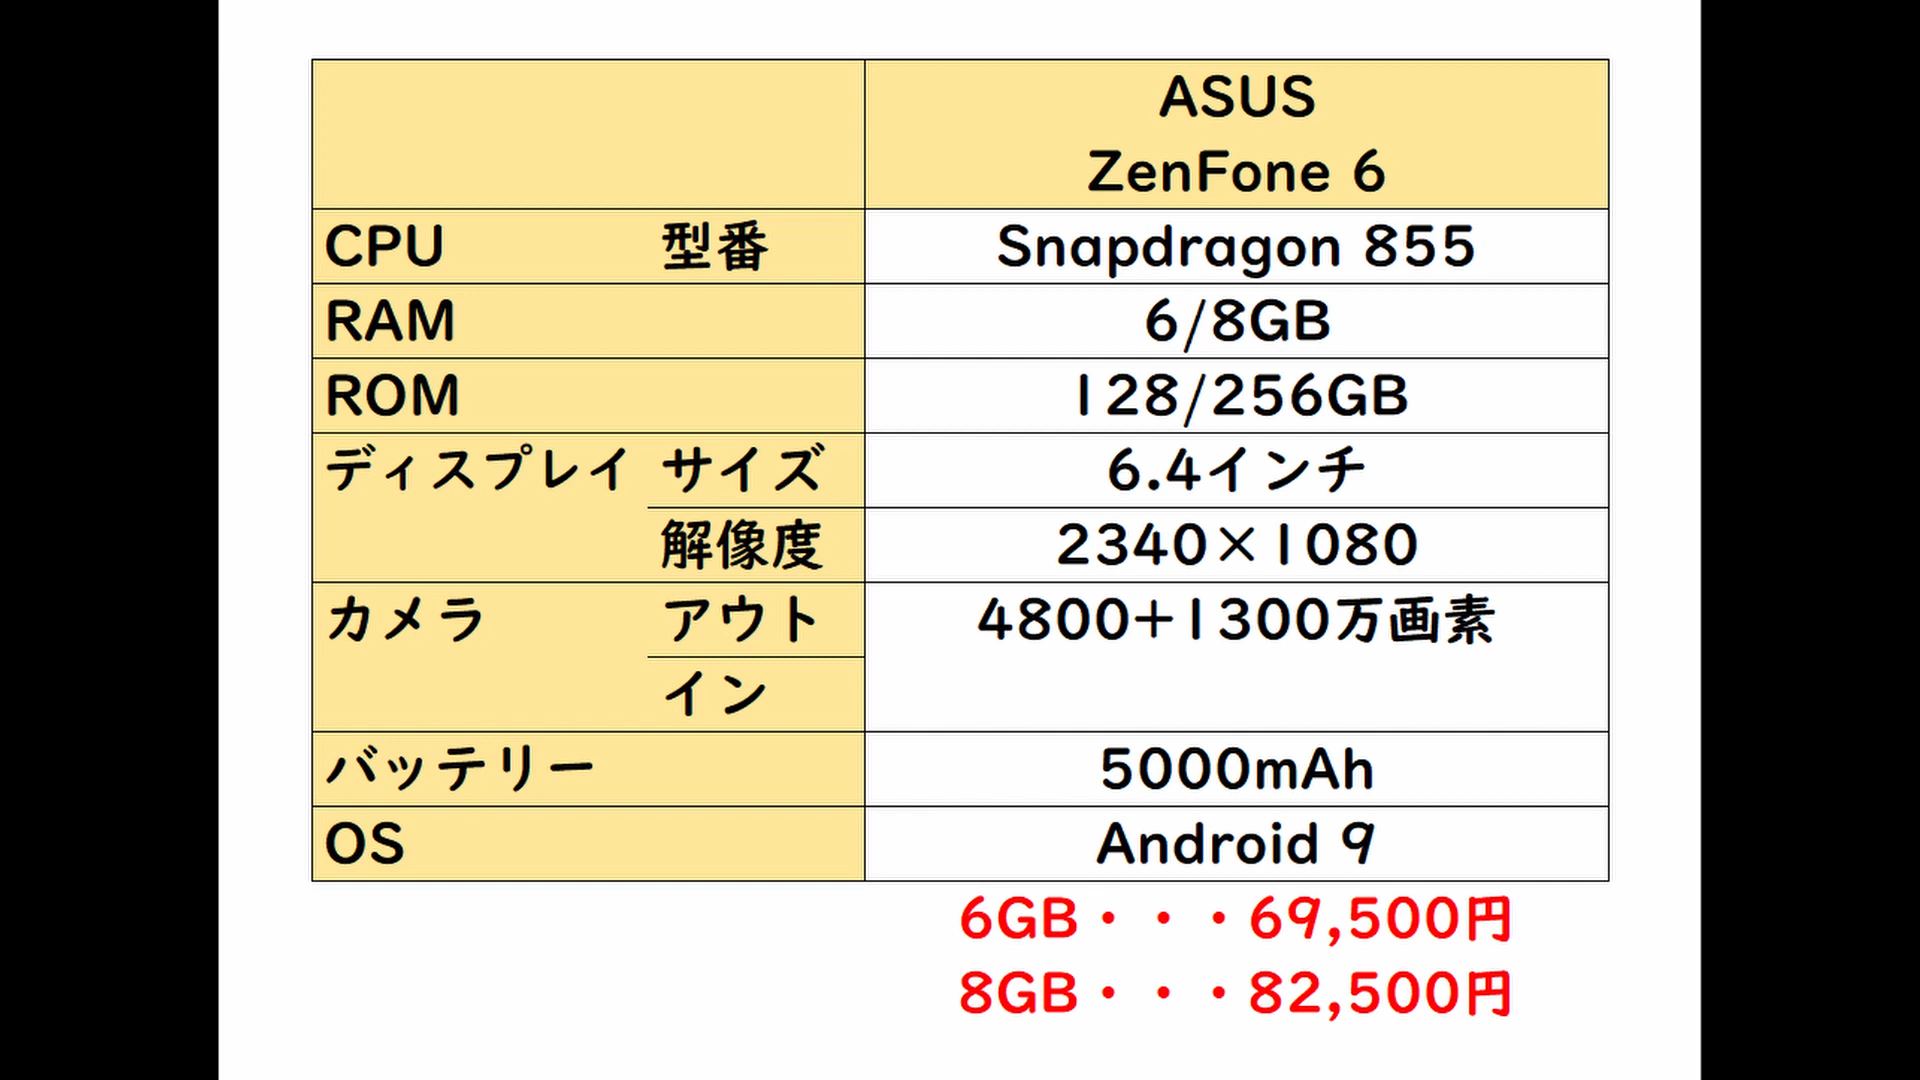 ASUS
ZenFone 6
CPU 型番 Snapdragon 855
RAM 6/8GB
ROM 128/256GB
ディスプレイ サイズ 6.4インチ
解像度 2340×1080
カメラ アウト 4800+1300万画素
イン
バッテリー 5000mAh
OS Android 9
6GB・・・69,500円
8GB・・・82,500円